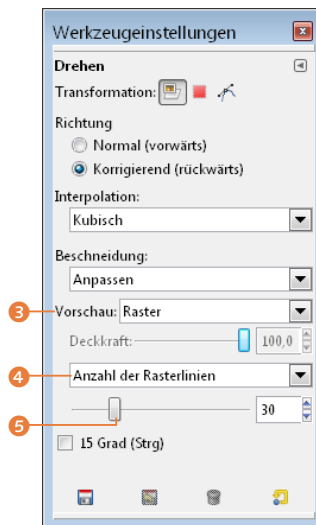 Werkzeugeinstellungen
Drehen
Transformation:
Richtung
Normal (vorwärts)
Korrigierend (rückwärts)
Interpolation:
Kubisch
Beschneidung:
Anpassen
3 Vorschau: Raster
Deckkraft: 100,0
4 Anzahl der Rasterlinien
5 30
15 Grad (Strg)